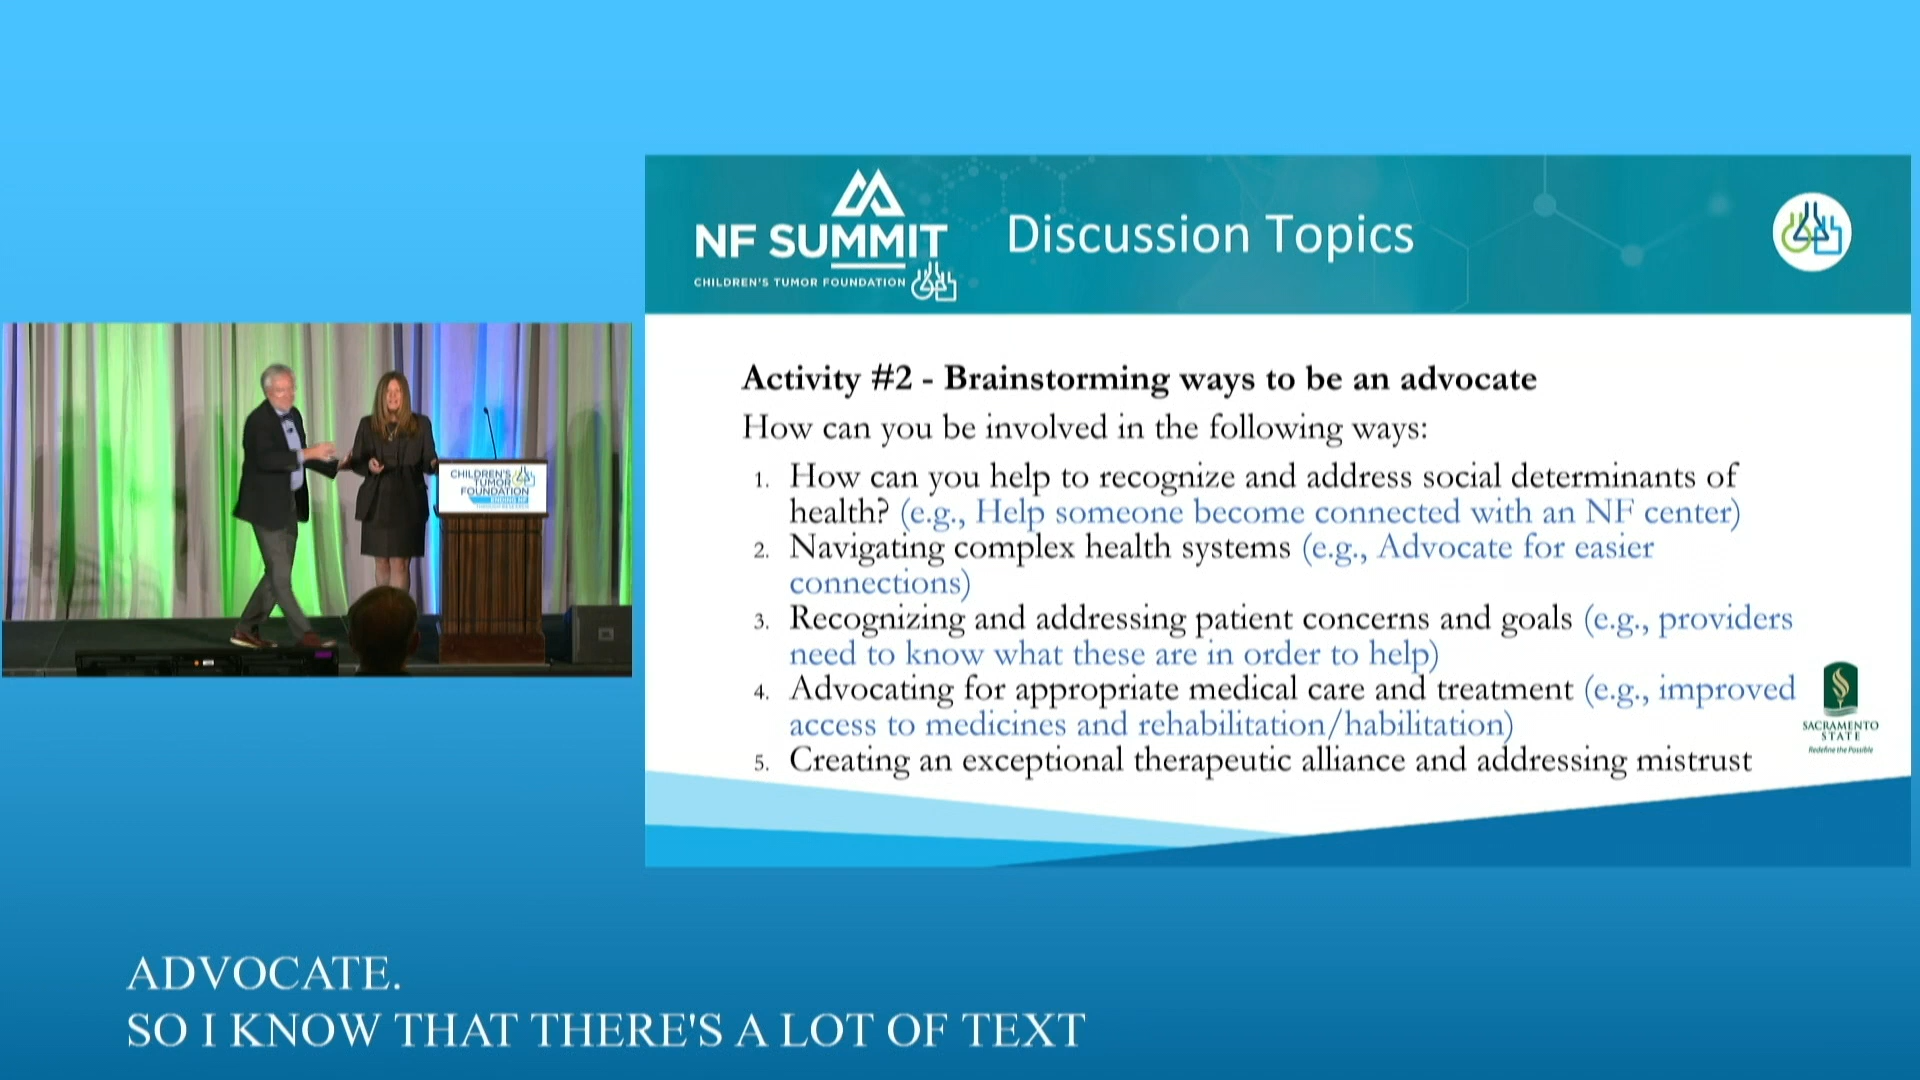 NF SUMMIT
CHILDREN'S TUMOR FOUNDATION
Discussion Topics
Activity #2 - Brainstorming ways to be an advocate
How can you be involved in the following ways:
1. How can you help to recognize and address social determinants of
health? (e.g., Help someone become connected with an NF center)
2. Navigating complex health systems (e.g., Advocate for easier
connections)
3. Recognizing and addressing patient concerns and goals (e.g., providers
need to know what these are in order to help)
4. Advocating for appropriate medical care and treatment (e.g., improved
access to medicines and rehabilitation/habilitation)
5. Creating an exceptional therapeutic alliance and addressing mistrust
SACRAMENTO
STATE
Redefine the Possible
CHILDREN'S
TUMOR
FOUNDATION
ENDING NF
ADVOCATE.
SO I KNOW THAT THERE'S A LOT OF TEXT